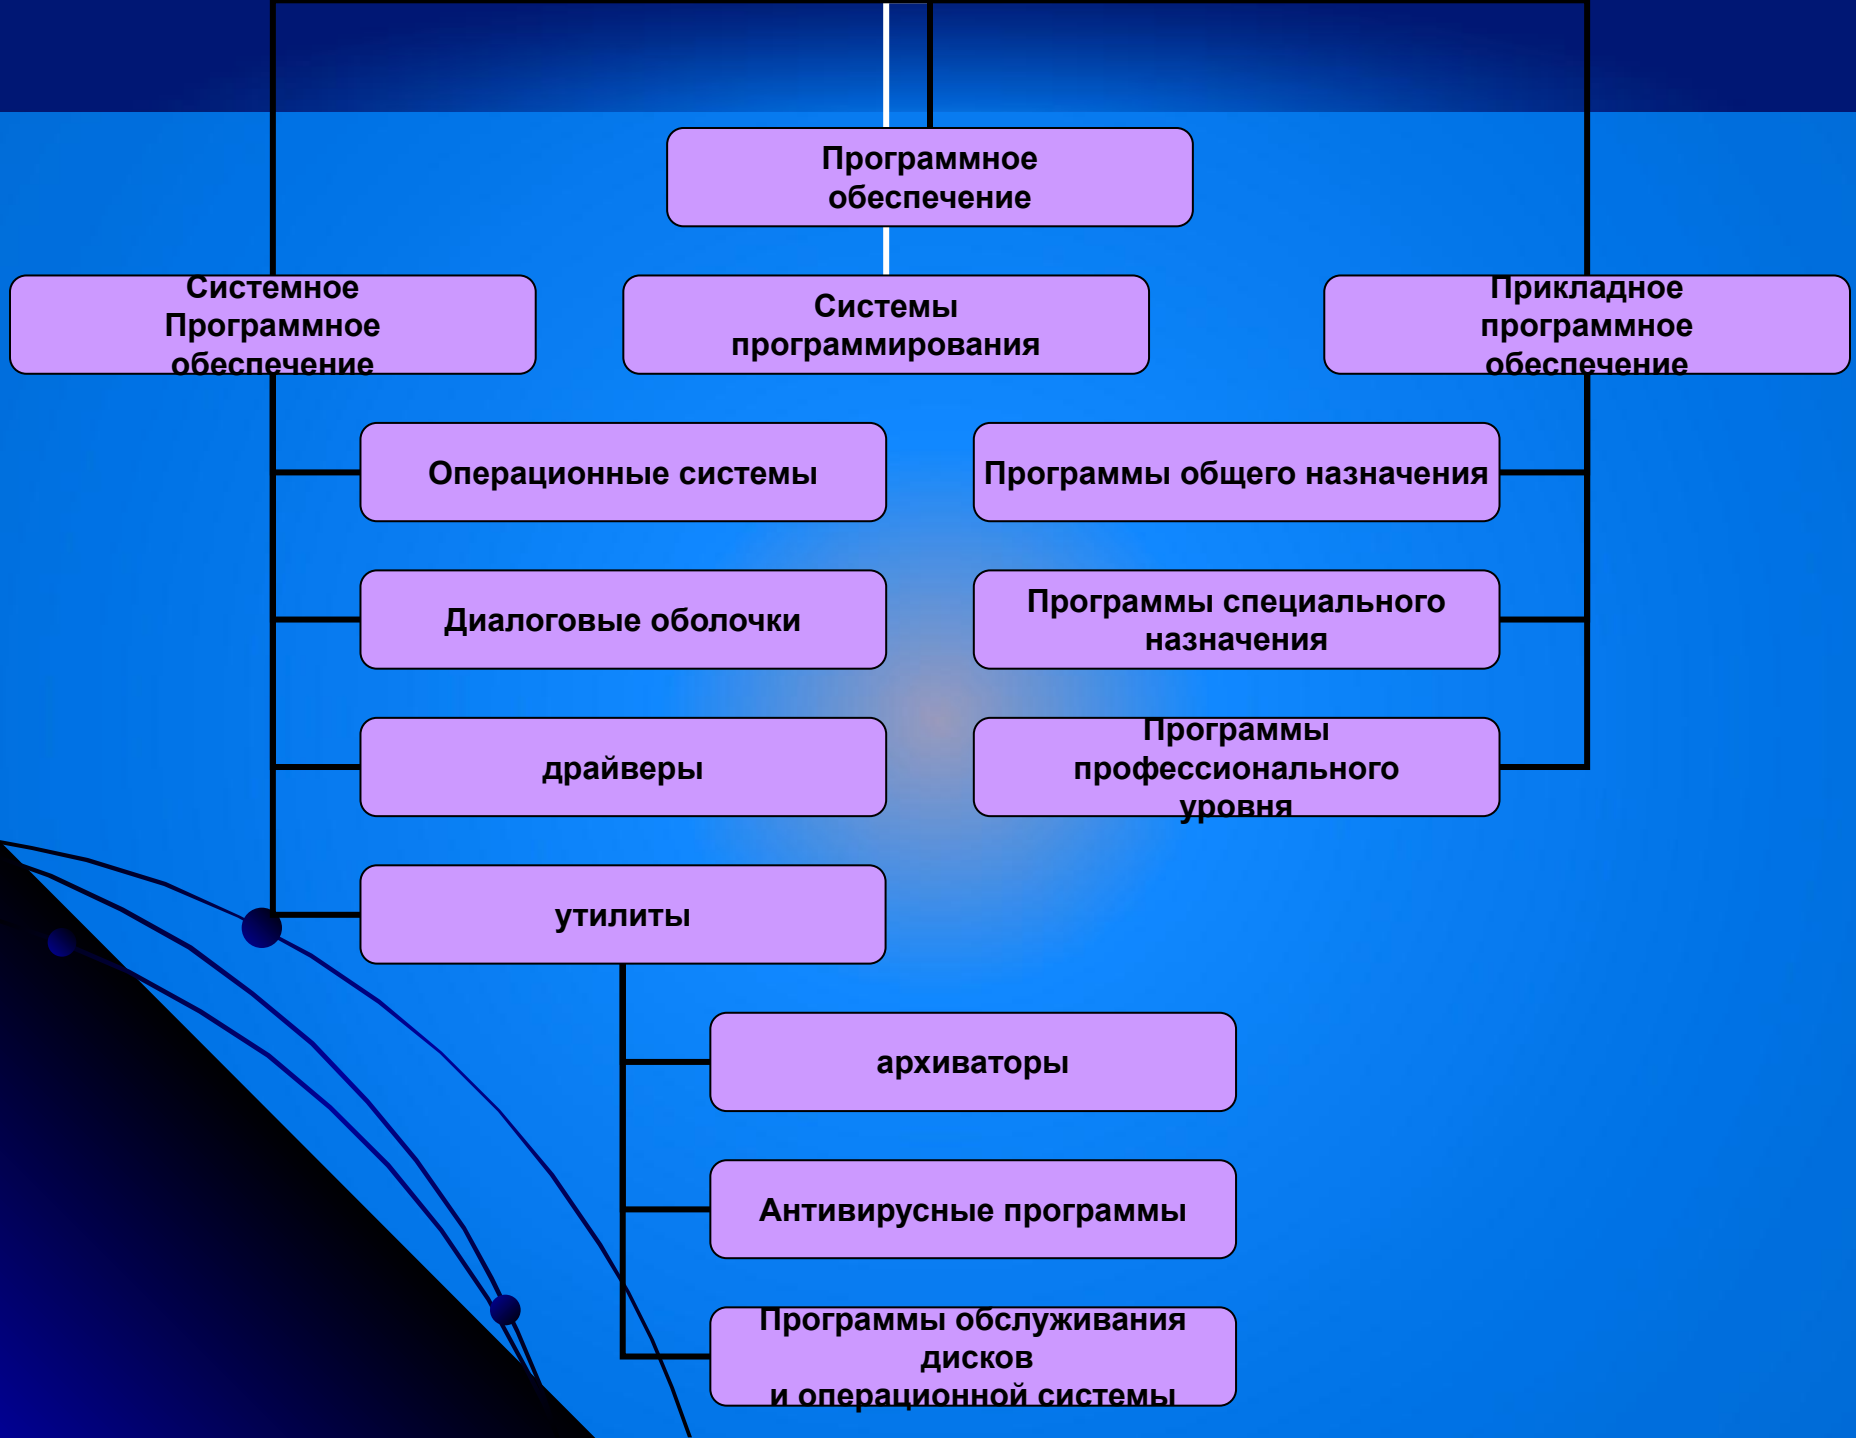 Программное
обеспечение
Системное
Программное
обеспечение
Системы
программирования
Прикладное
программное
обеспечение
Операционные системы
Программы общего назначения
Диалоговые оболочки
Программы специального
назначения
драйверы
Программы
профессионального
уровня
утилиты
архиваторы
Антивирусные программы
Программы обслуживания
дисков
и операционной системы